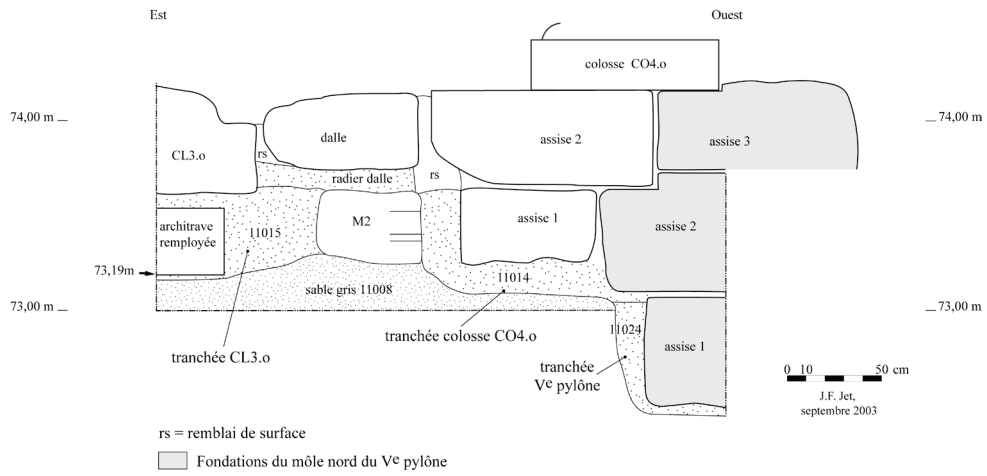 Est
Ouest
colosse CO4.o
74,00 m
74,00 m
CL3.o
rs
dalle
assise 2
assise 3
radier dalle
rs
architrave
remployée
11015
M2
assise 1
assise 2
73,19m
sable gris 11008
11014
73,00 m
73,00 m
tranchée CL3.o
tranchée colosse CO4.o
11024
assise 1
tranchée
Ve pylône
0 10 50 cm
J.F. Jet,
septembre 2003
rs = remblai de surface
Fondations du môle nord du Ve pylône